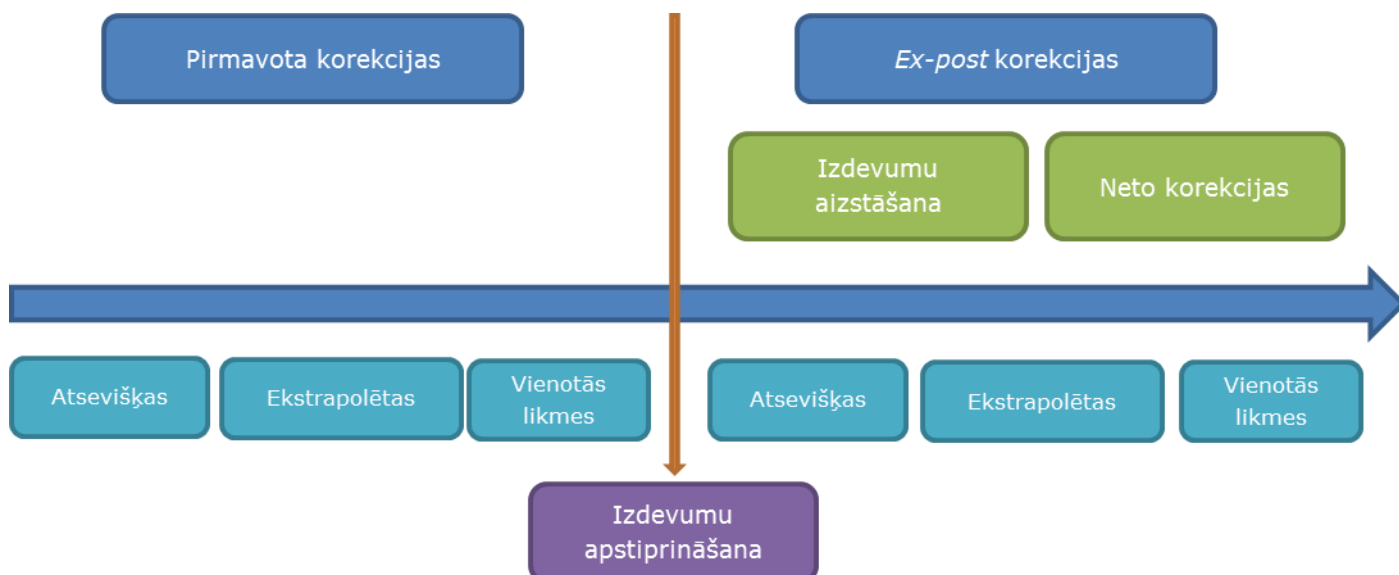 Pirmavota korekcijas
Ex-post korekcijas
Izdevumu
aizstāšana
Neto korekcijas
Atsevišķas
Ekstrapolētas
Vienotās
likmes
Atsevišķas
Ekstrapolētas
Vienotās
likmes
Izdevumu
apstiprināšana